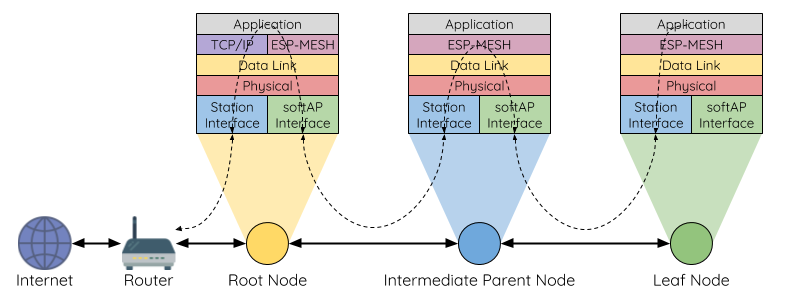 Application
TCP/IP ESP-MESH
Data Link
Physical
Station Interface
softAP Interface
Application
ESP-MESH
Data Link
Physical
Station Interface
softAP Interface
Application
ESP-MESH
Data Link
Physical
Station Interface
softAP Interface
Internet
Router
Root Node
Intermediate Parent Node
Leaf Node